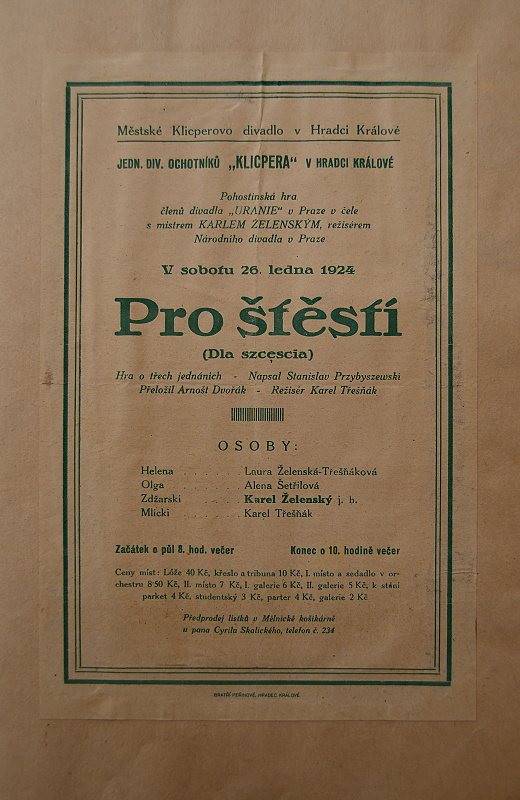 Městské Klicperovo divadlo v Hradci Králové
JEDN. DIV. OCHOTNÍKŮ „KLICPERA“ V HRADCI KRÁLOVÉ
Pohostinská hra
členů divadla „URANIE“ v Praze v čele
s mistrem KARLEM ŽELENSKÝM, režisérem
Národního divadla v Praze
V sobotu 26. ledna 1924
Pro štěstí
(Dla szcęscia)
Hra o třech jednáních - Napsal Stanislav Przybyszewski
Přeložil Arnošt Dvořák - Režisér Karel Třešňák
OSOBY:
Helena . . . . . . Laura Želenská-Třešňáková
Olga . . . . . . Alena Šetřilová
Zdžarski . . . . . . Karel Želenský j. h.
Mlicki . . . . . . Karel Třešňák
Začátek o půl 8. hod. večer Konec o 10. hodině večer
Ceny míst: Lóže 40 Kč, křeslo a tribuna 10 Kč, I. místo a sedadlo v or-
chestru 8·50 Kč, II. místo 7 Kč, I. galerie 6 Kč, II. galerie 5 Kč, k stání
parket 4 Kč, studentský 3 Kč, parter 4 Kč, galerie 2 Kč
Předprodej lístků v Mělnické košíkárně
u pana Cyrila Skalického, telefon č. 234
BRATŘÍ PEŘINOVÉ, HRADEC KRÁLOVÉ